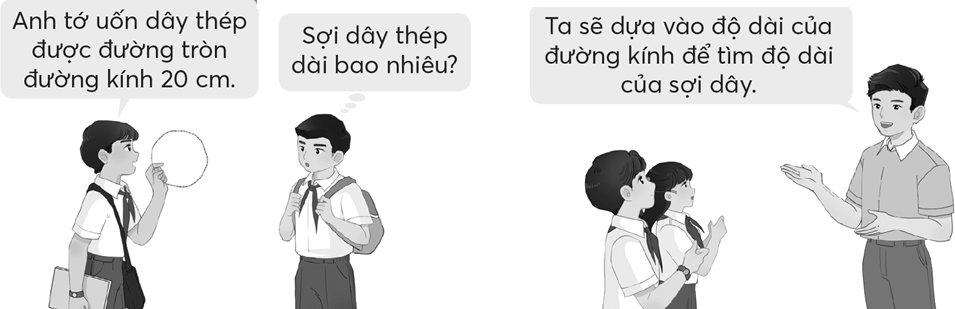 Anh tớ uốn dây thép
được đường tròn
đường kính 20 cm.
Sợi dây thép
dài bao nhiêu?
Ta sẽ dựa vào độ dài của
đường kính để tìm độ dài
của sợi dây.